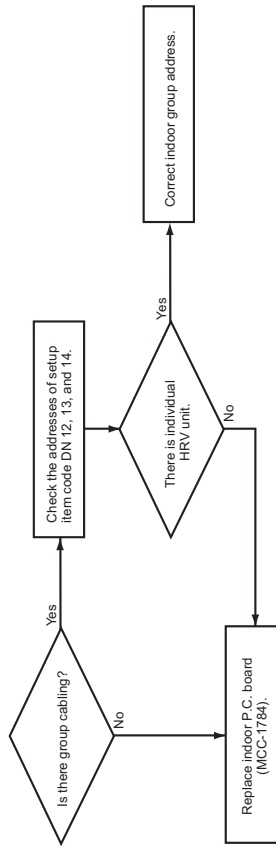 Is there group cabling?
Yes
No
Check the addresses of setup
item code DN 12, 13, and 14.
There is individual
HRV unit.
Yes
No
Correct indoor group address.
Replace indoor P.C. board
(MCC-1784).